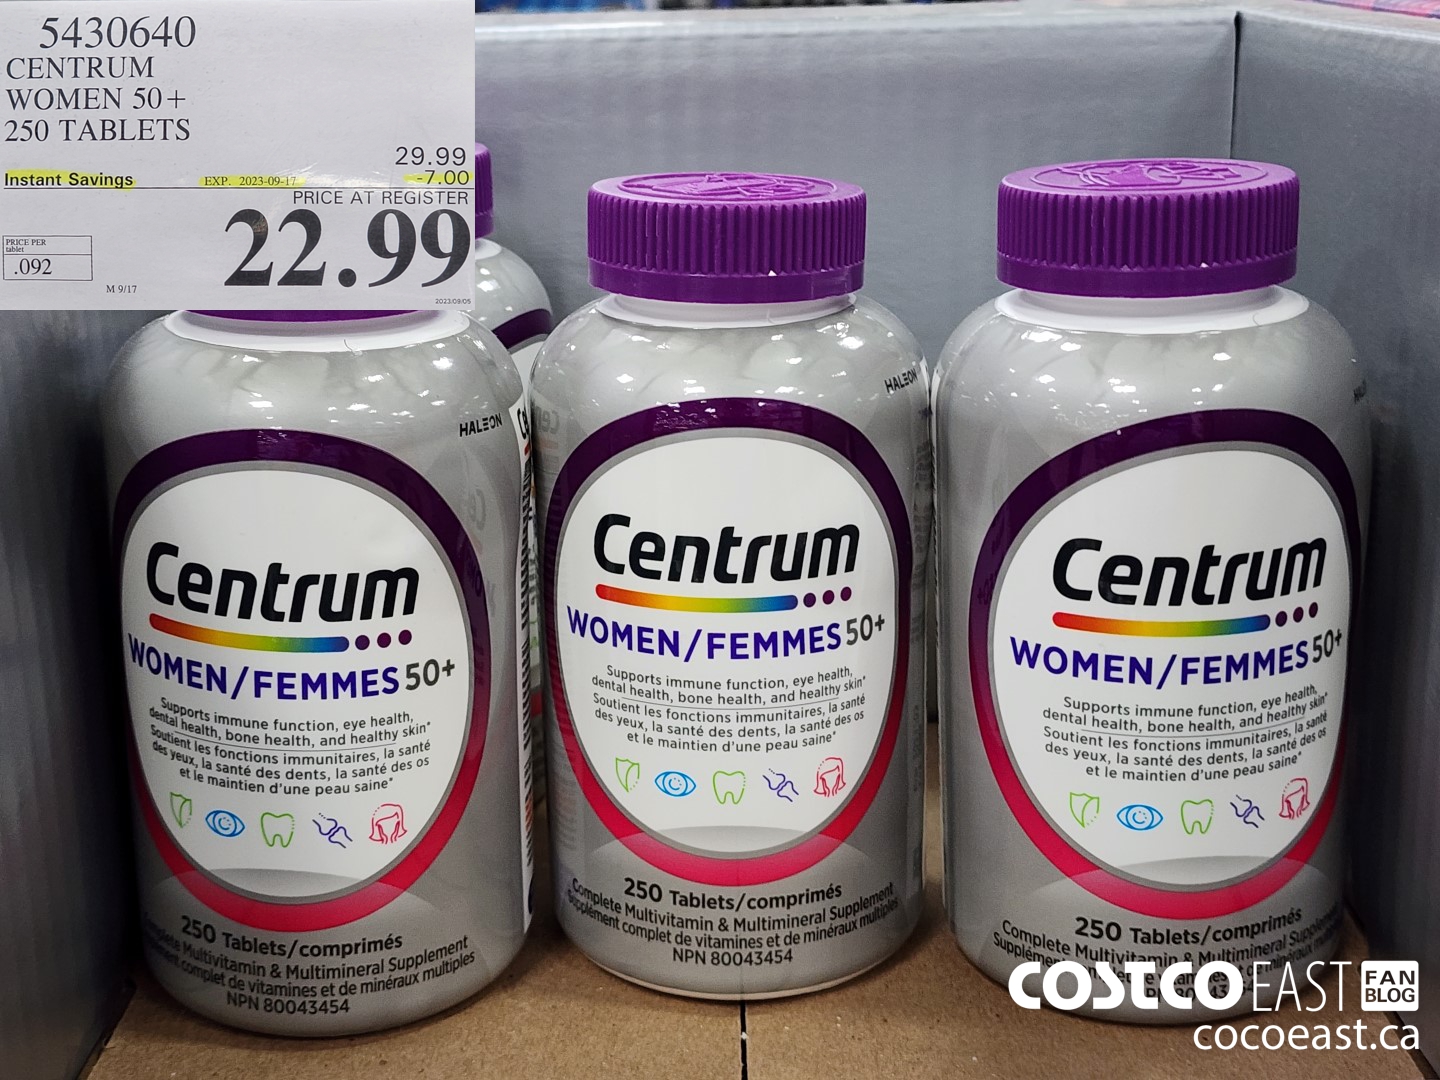 5430640
CENTRUM
WOMEN 50+
250 TABLETS
29.99
Instant Savings EXP. 2023-09-17 -7.00
PRICE AT REGISTER
22.99
PRICE PER
tablet
.092
M 9/17
2023/09/05
HALEON
Centrum
WOMEN/FEMMES 50+
Supports immune function, eye health,
dental health, bone health, and healthy skin*
Soutient les fonctions immunitaires, la santé
des yeux, la santé des dents, la santé des os
et le maintien d'une peau saine*
250 Tablets/comprimés
Complete Multivitamin & Multimineral Supplement
complet de vitamines et de minéraux multiples
NPN 80043454
HALEON
Centrum
WOMEN/FEMMES 50+
Supports immune function, eye health,
dental health, bone health, and healthy skin*
Soutient les fonctions immunitaires, la santé
des yeux, la santé des dents, la santé des os
et le maintien d'une peau saine*
250 Tablets/comprimés
Complete Multivitamin & Multimineral Supplement
Supplément complet de vitamines et de minéraux multiples
NPN 80043454
Centrum
WOMEN/FEMMES 50+
Supports immune function, eye health,
dental health, bone health, and healthy skin*
Soutient les fonctions immunitaires, la santé
des yeux, la santé des dents, la santé des os
et le maintien d'une peau saine*
250 Tablets/comprimés
Complete Multivitamin & Multimineral
COSTCO EAST FAN BLOG
cocoeast.ca